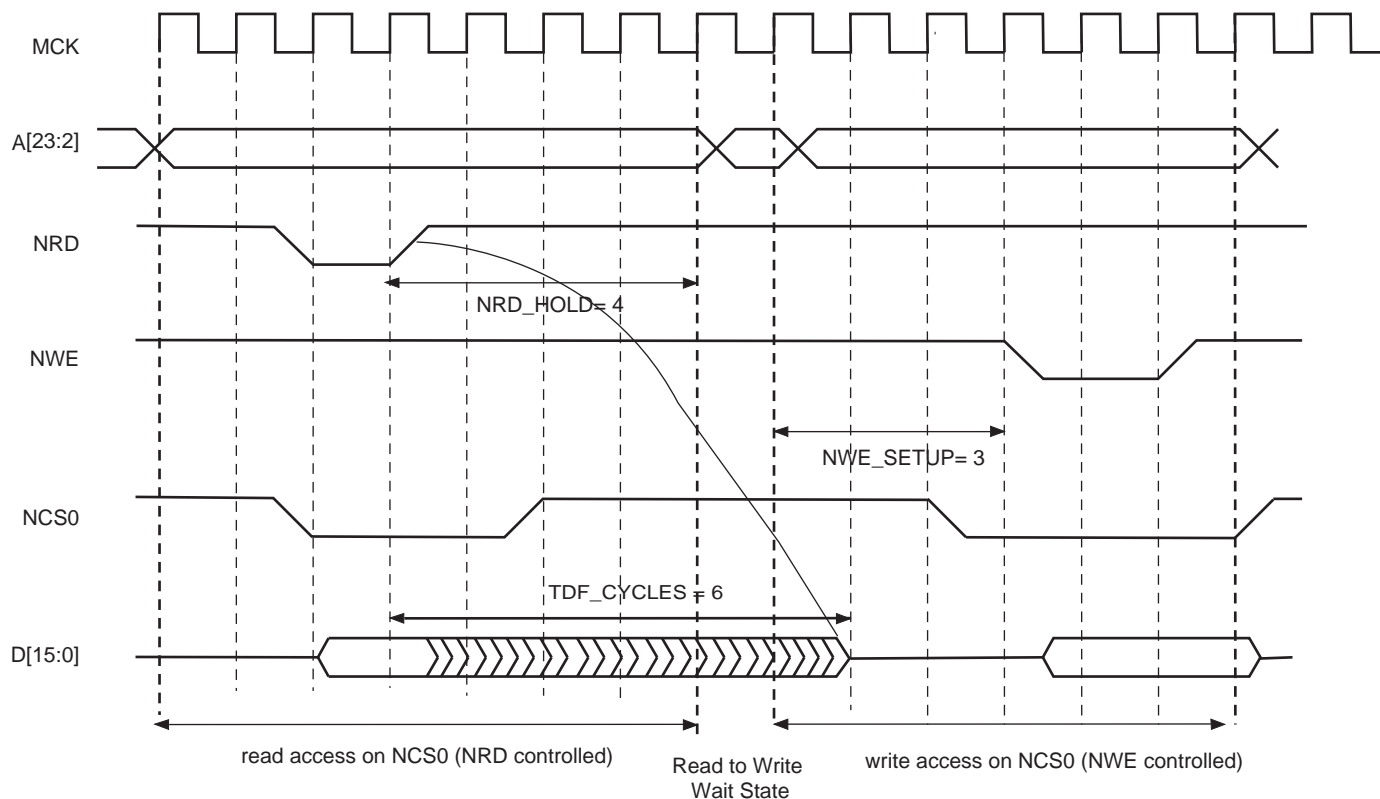 MCK
A[23:2]
NRD
NRD_HOLD= 4
NWE
NWE_SETUP= 3
NCS0
TDF_CYCLES = 6
D[15:0]
read access on NCS0 (NRD controlled)
Read to Write
Wait State
write access on NCS0 (NWE controlled)